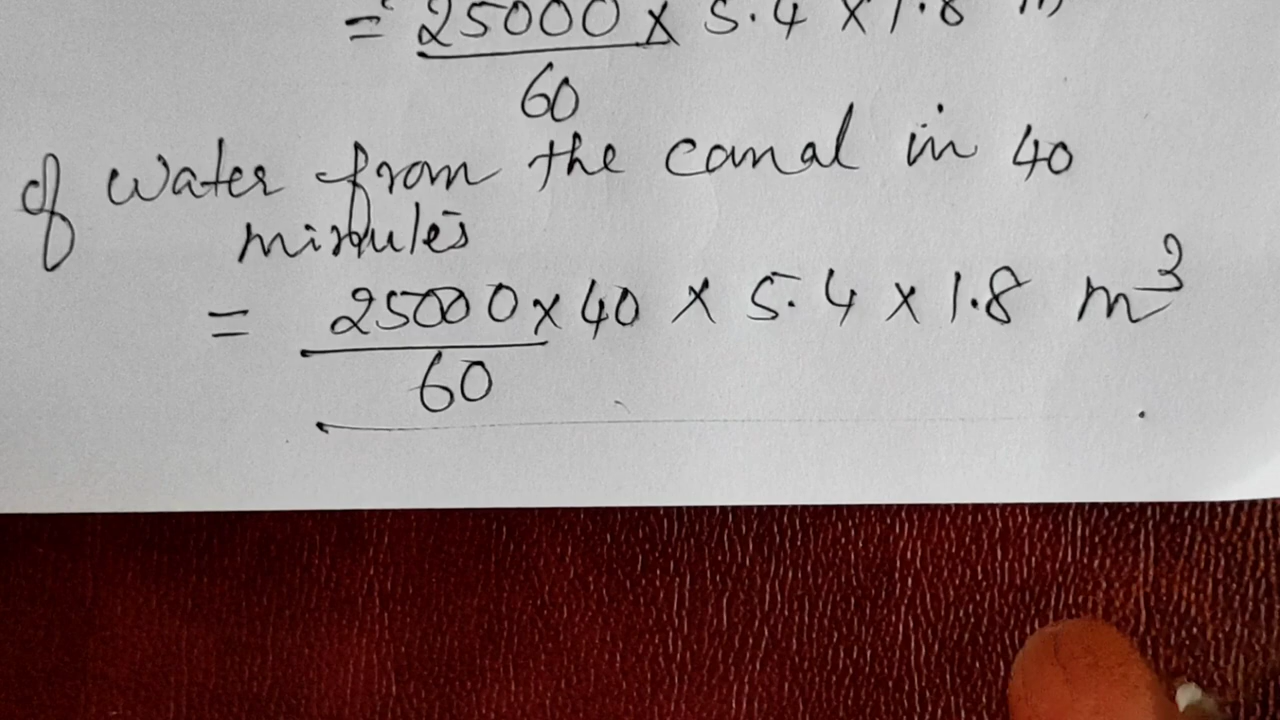 = 25000 x 5.4 x 1.8 m
60
of water from the canal in 40
minutes
= 25000 x 40 x 5.4 x 1.8 m³
60